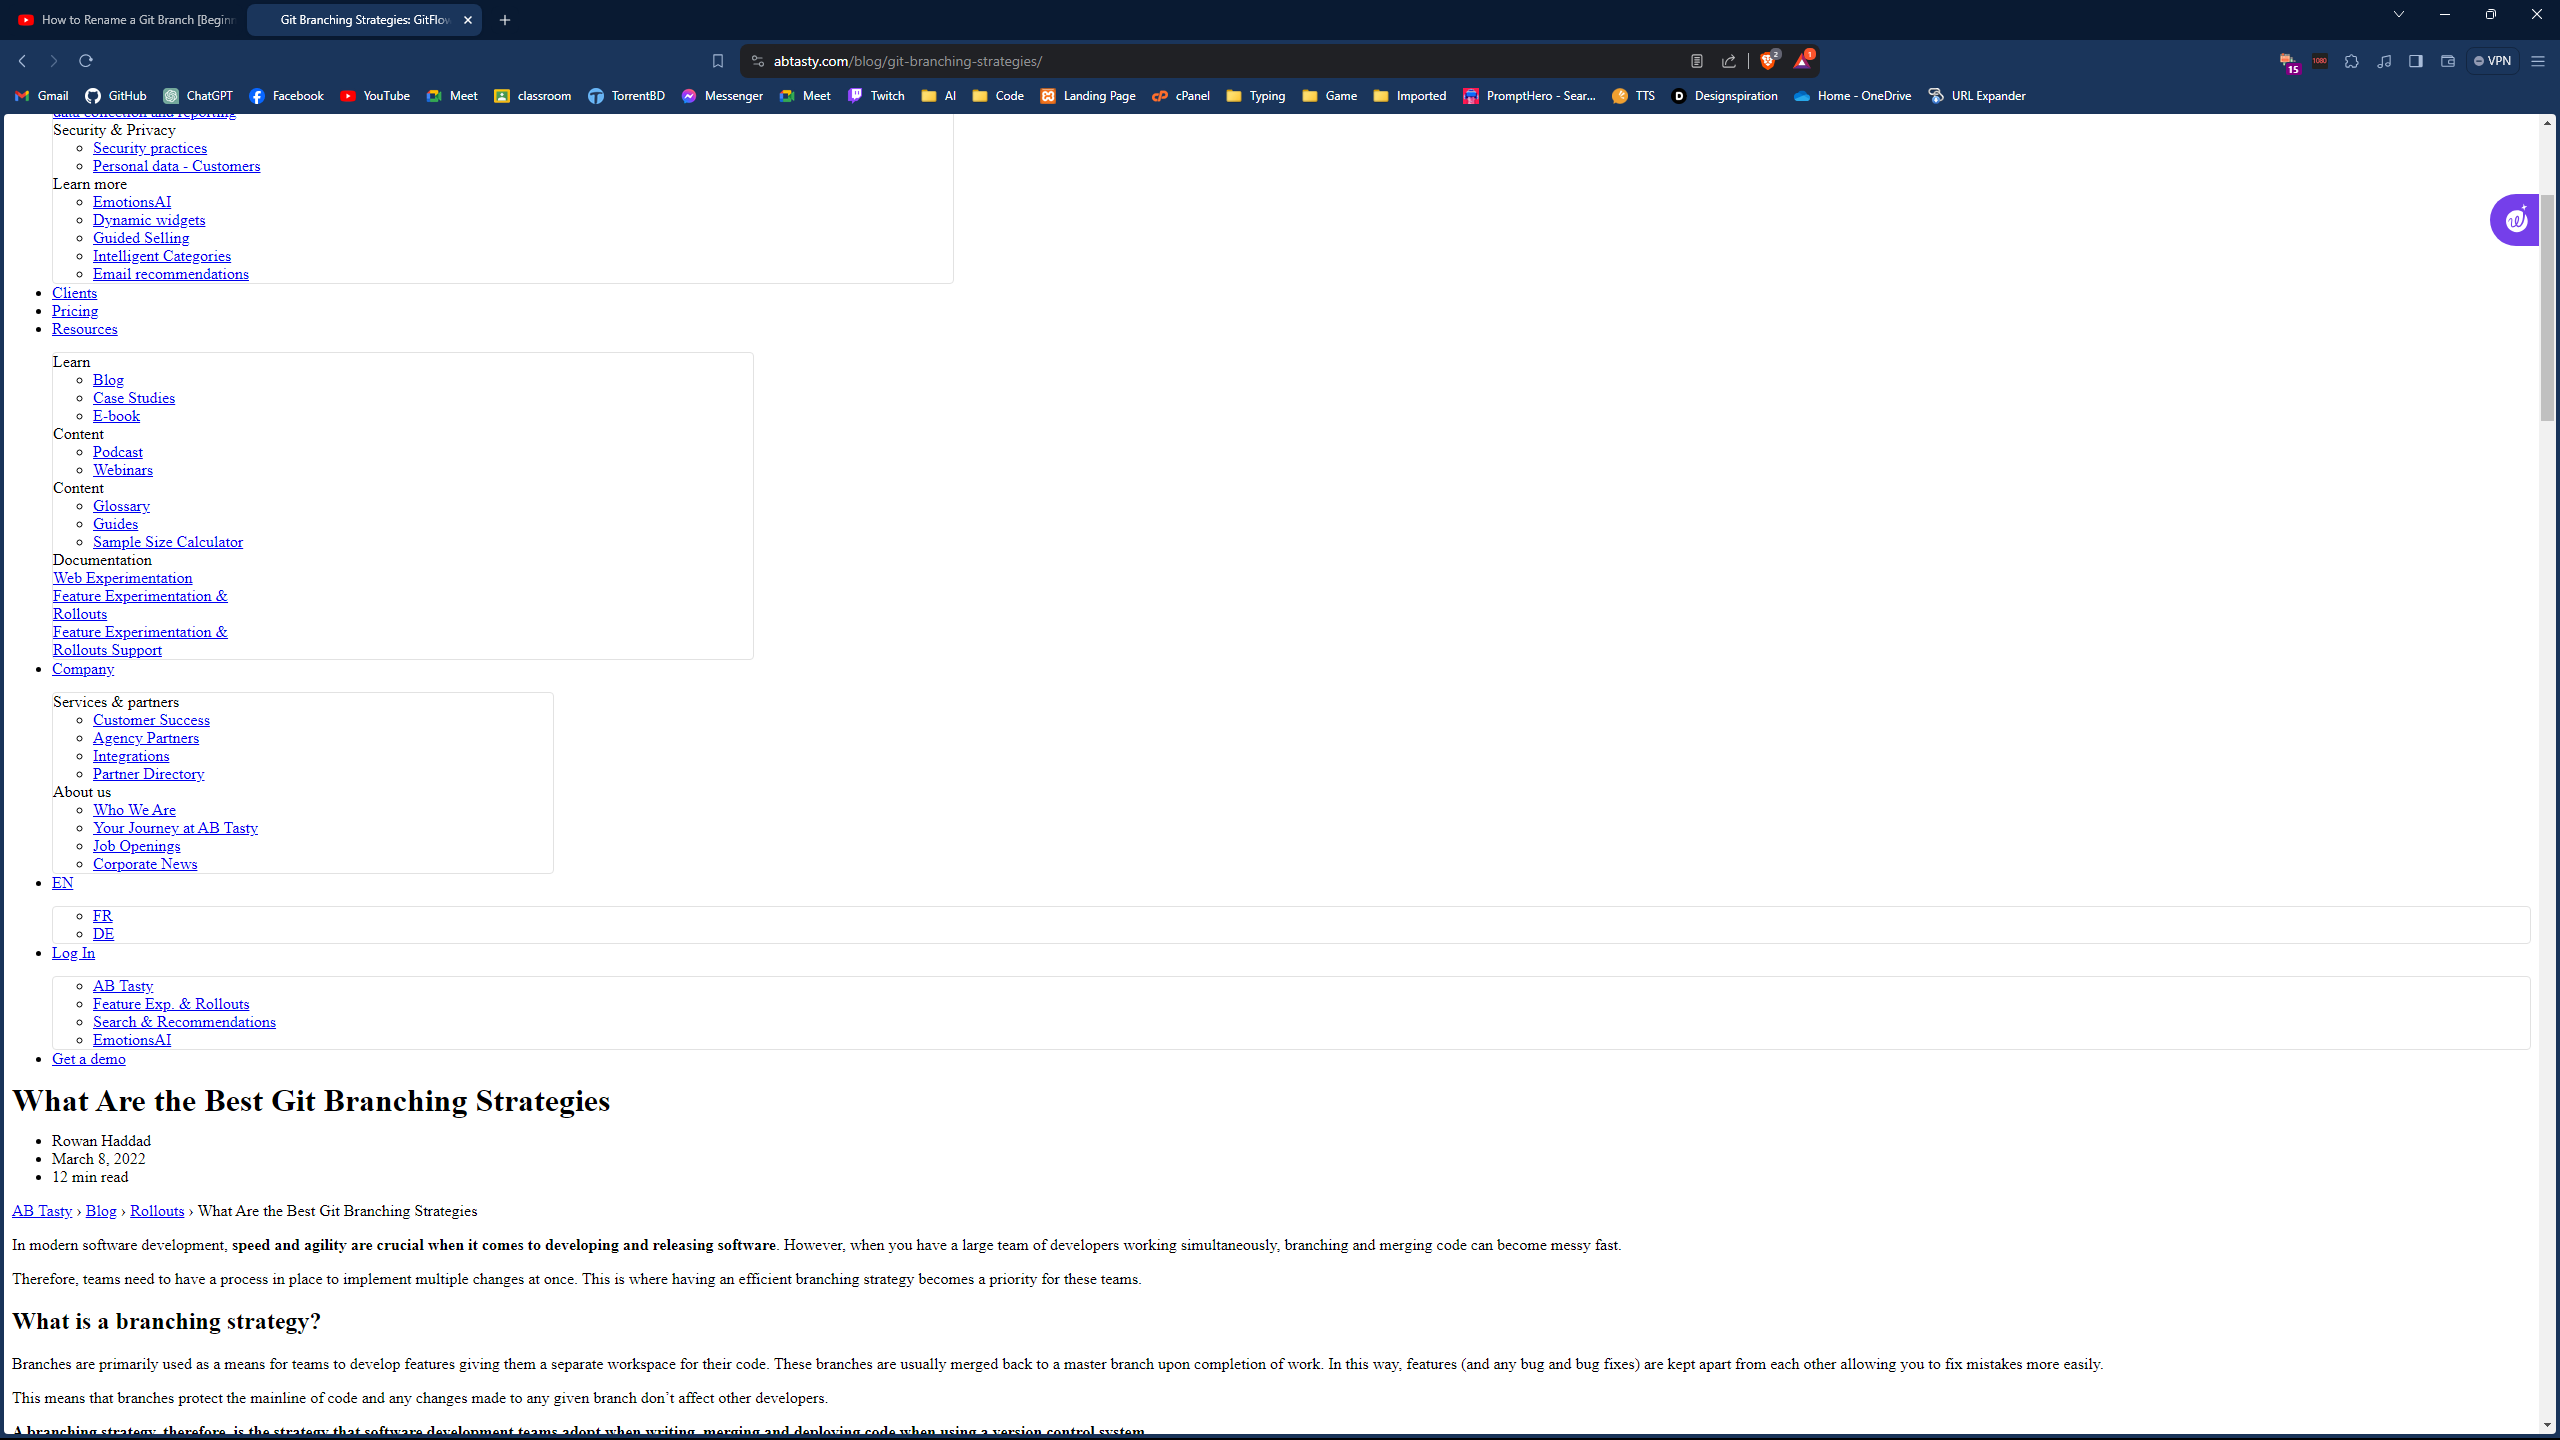 How to Rename a Git Branch [Begin
Git Branching Strategies: GitFlow
abtasty.com/blog/git-branching-strategies/
2
1
15
1080
VPN
Gmail GitHub ChatGPT Facebook YouTube Meet classroom TorrentBD Messenger Meet Twitch AI Code Landing Page cPanel Typing Game Imported PromptHero - Sear... TTS Designspiration Home - OneDrive URL Expander
data collection and reporting
Security & Privacy
Security practices
Personal data - Customers
Learn more
EmotionsAI
Dynamic widgets
Guided Selling
Intelligent Categories
Email recommendations
Clients
Pricing
Resources
Learn
Blog
Case Studies
E-book
Content
Podcast
Webinars
Content
Glossary
Guides
Sample Size Calculator
Documentation
Web Experimentation
Feature Experimentation &
Rollouts
Feature Experimentation &
Rollouts Support
Company
Services & partners
Customer Success
Agency Partners
Integrations
Partner Directory
About us
Who We Are
Your Journey at AB Tasty
Job Openings
Corporate News
EN
FR
DE
Log In
AB Tasty
Feature Exp. & Rollouts
Search & Recommendations
EmotionsAI
Get a demo
What Are the Best Git Branching Strategies
Rowan Haddad
March 8, 2022
12 min read
AB Tasty › Blog › Rollouts › What Are the Best Git Branching Strategies
In modern software development, speed and agility are crucial when it comes to developing and releasing software. However, when you have a large team of developers working simultaneously, branching and merging code can become messy fast.
Therefore, teams need to have a process in place to implement multiple changes at once. This is where having an efficient branching strategy becomes a priority for these teams.
What is a branching strategy?
Branches are primarily used as a means for teams to develop features giving them a separate workspace for their code. These branches are usually merged back to a master branch upon completion of work. In this way, features (and any bug and bug fixes) are kept apart from each other allowing you to fix mistakes more easily.
This means that branches protect the mainline of code and any changes made to any given branch don’t affect other developers.
A branching strategy, therefore, is the strategy that software development teams adopt when writing, merging and deploying code when using a version control system.